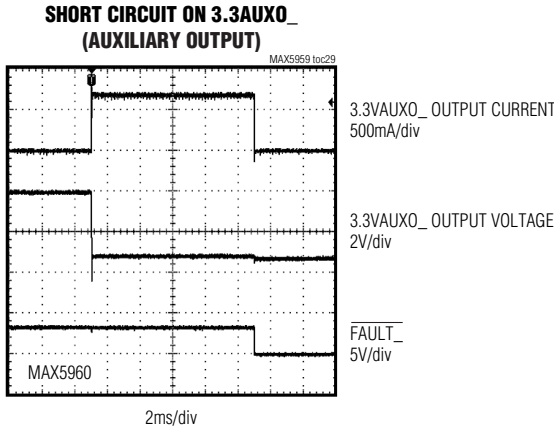 SHORT CIRCUIT ON 3.3AUXO_
(AUXILIARY OUTPUT)
MAX5959 toc29
T
3.3VAUXO_ OUTPUT CURRENT
500mA/div
3.3VAUXO_ OUTPUT VOLTAGE
2V/div
FAULT_
5V/div
MAX5960
2ms/div